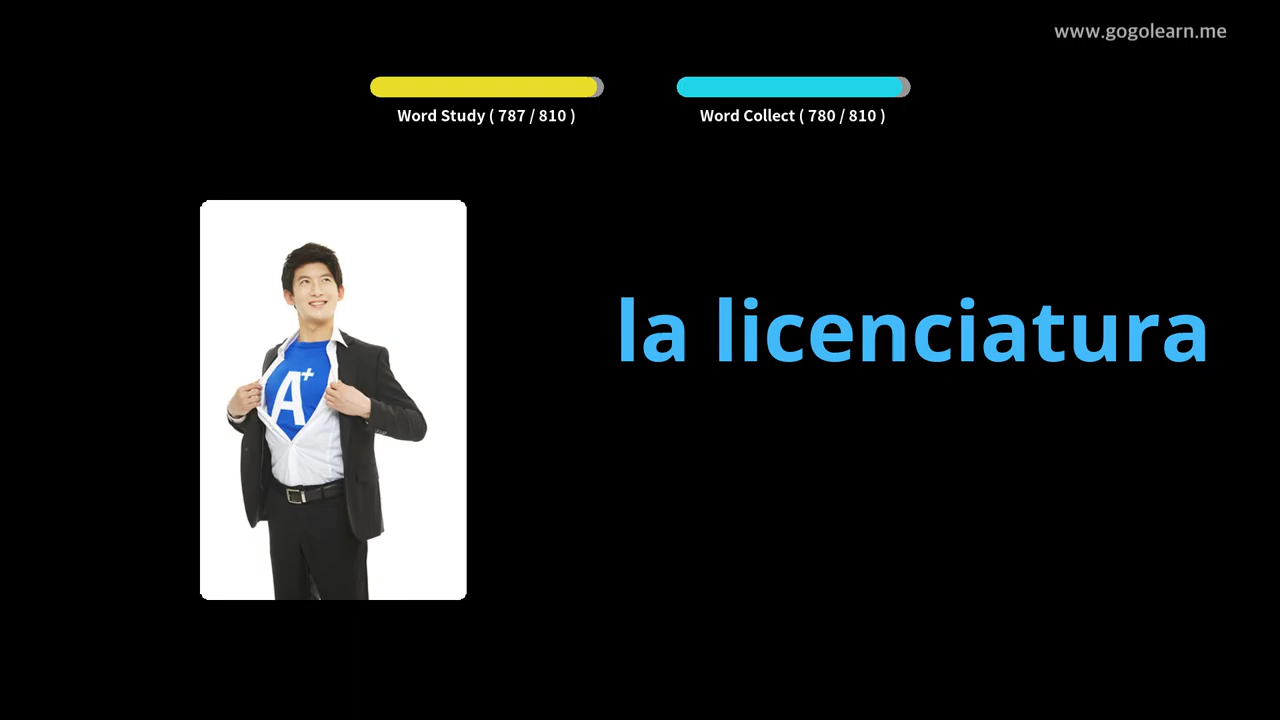 www.gogolearn.me
Word Study ( 787 / 810 )
Word Collect ( 780 / 810 )
la licenciatura
A+